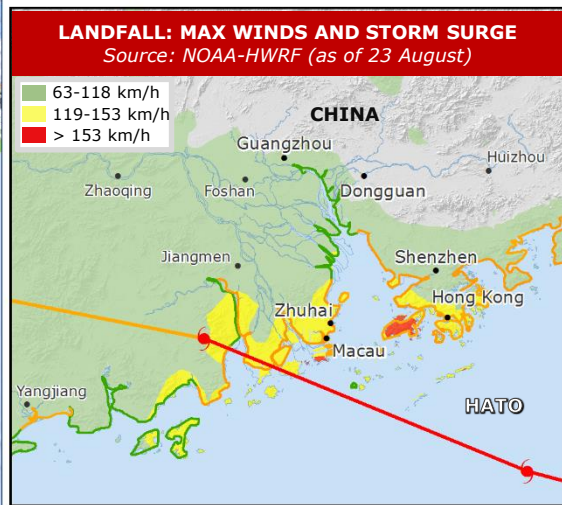 LANDFALL: MAX WINDS AND STORM SURGE
Source: NOAA-HWRF (as of 23 August)
63-118 km/h
119-153 km/h
> 153 km/h
CHINA
Guangzhou
Huizhou
Zhaoqing
Foshan
Dongguan
Jiangmen
Shenzhen
Hong Kong
Zhuhai
Macau
Yangjiang
HATO